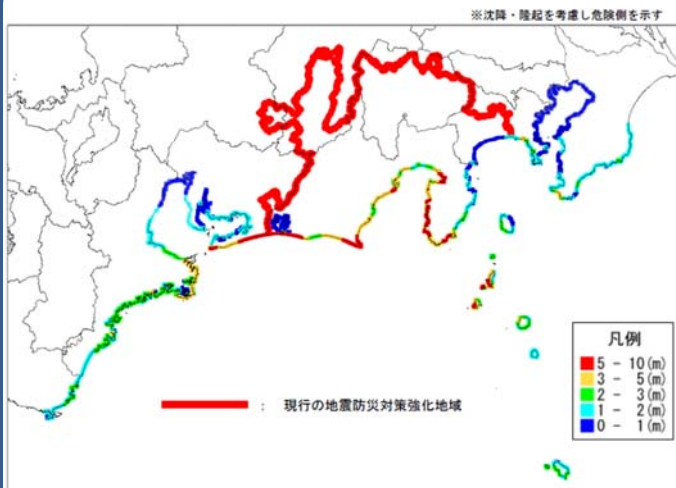 ※沈降・隆起を考慮し危険側を示す
凡例
5 - 10(m)
3 - 5(m)
2 - 3(m)
1 - 2(m)
0 - 1(m)
： 現行の地震防災対策強化地域